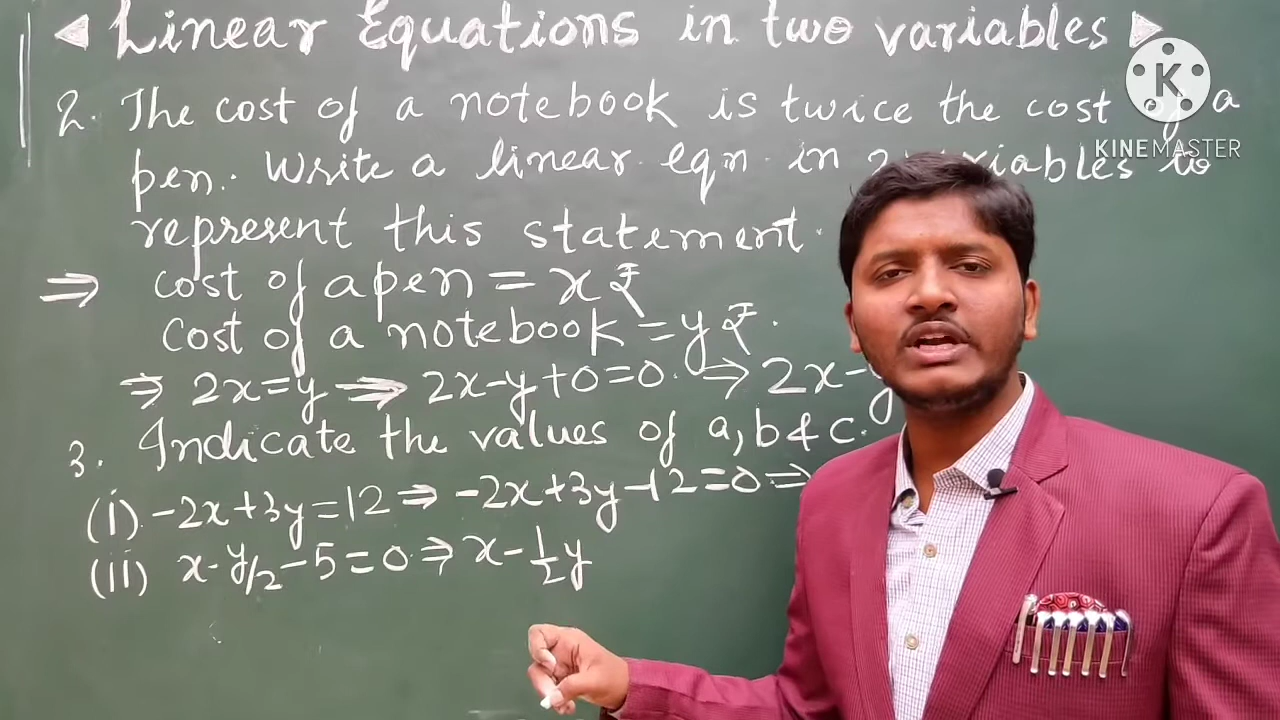 Linear Equations in two variables
K
2. The cost of a notebook is twice the cost of a
KINEMASTER
pen. Write a linear eqn. in 2 variables to
represent this statement.
⇒ cost of a pen = x ₹
cost of a notebook = y ₹.
⇒ 2x=y ⇒ 2x-y+0=0. ⇒ 2x-y
3. Indicate the values of a, b & c.
(i) -2x+3y=12 ⇒ -2x+3y-12=0 ⇒
(ii) x-y/2-5=0 ⇒ x-1/2y